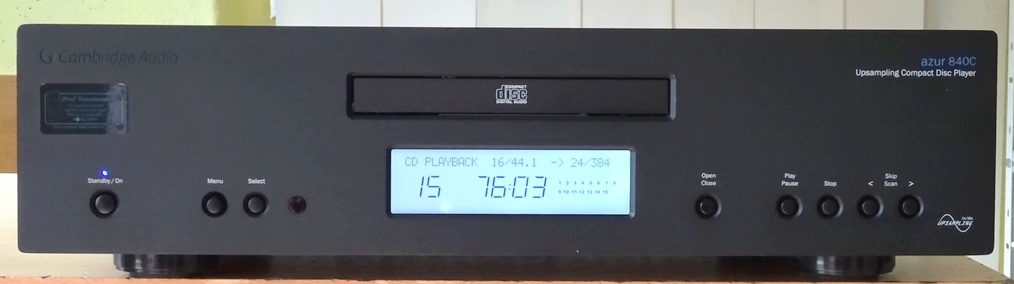 Cambridge Audio
azur 840C
Upsampling Compact Disc Player
COMPACT
disc
DIGITAL AUDIO
CD PLAYBACK 16/44.1 -> 24/384
15 76:03
1 2 3 4 5 6 7 8
9 10 11 12 13 14 15
Standby/On
Menu
Select
Open
Close
Play
Pause
Stop
Skip
< Scan >
UPSAMPLING